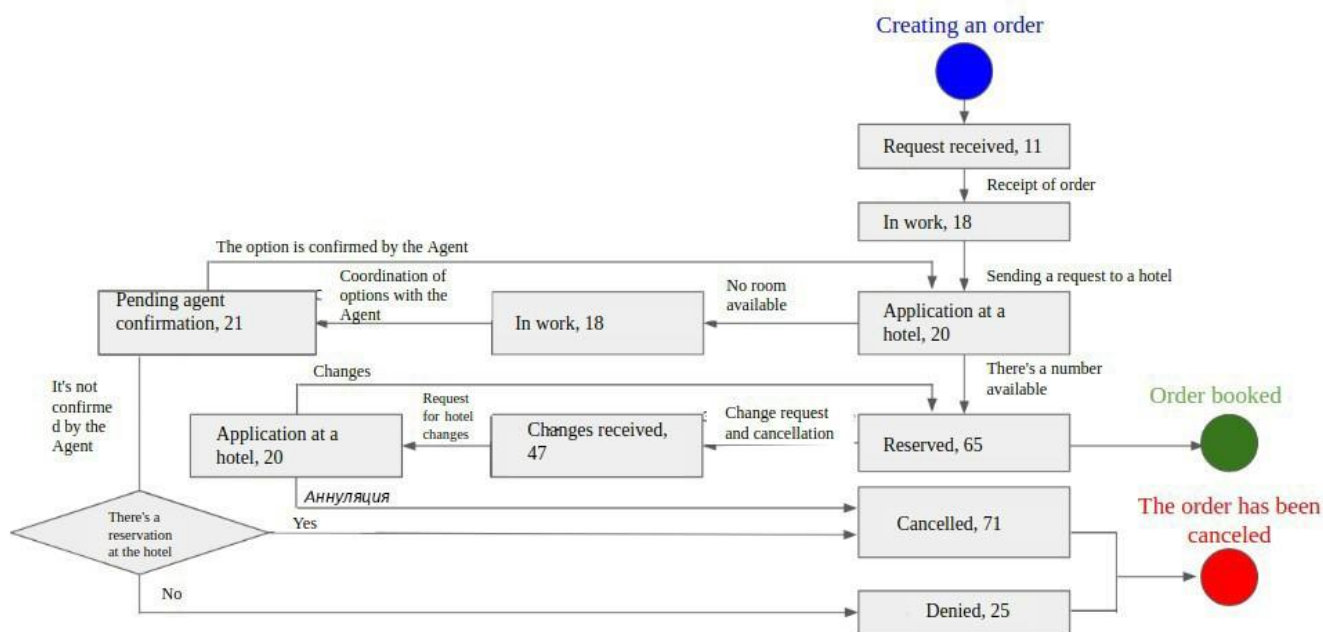 Creating an order
Request received, 11
Receipt of order
In work, 18
The option is confirmed by the Agent
Sending a request to a hotel
Pending agent
confirmation, 21
Coordination of
options with the
Agent
In work, 18
No room
available
Application at a
hotel, 20
There's a number
available
It's not
confirme
d by the
Agent
Changes
Application at a
hotel, 20
Request
for hotel
changes
Changes received,
47
Change request
and cancellation
Reserved, 65
Order booked
Аннуляция
Cancelled, 71
The order has been
canceled
There's a
reservation
at the hotel
Yes
No
Denied, 25